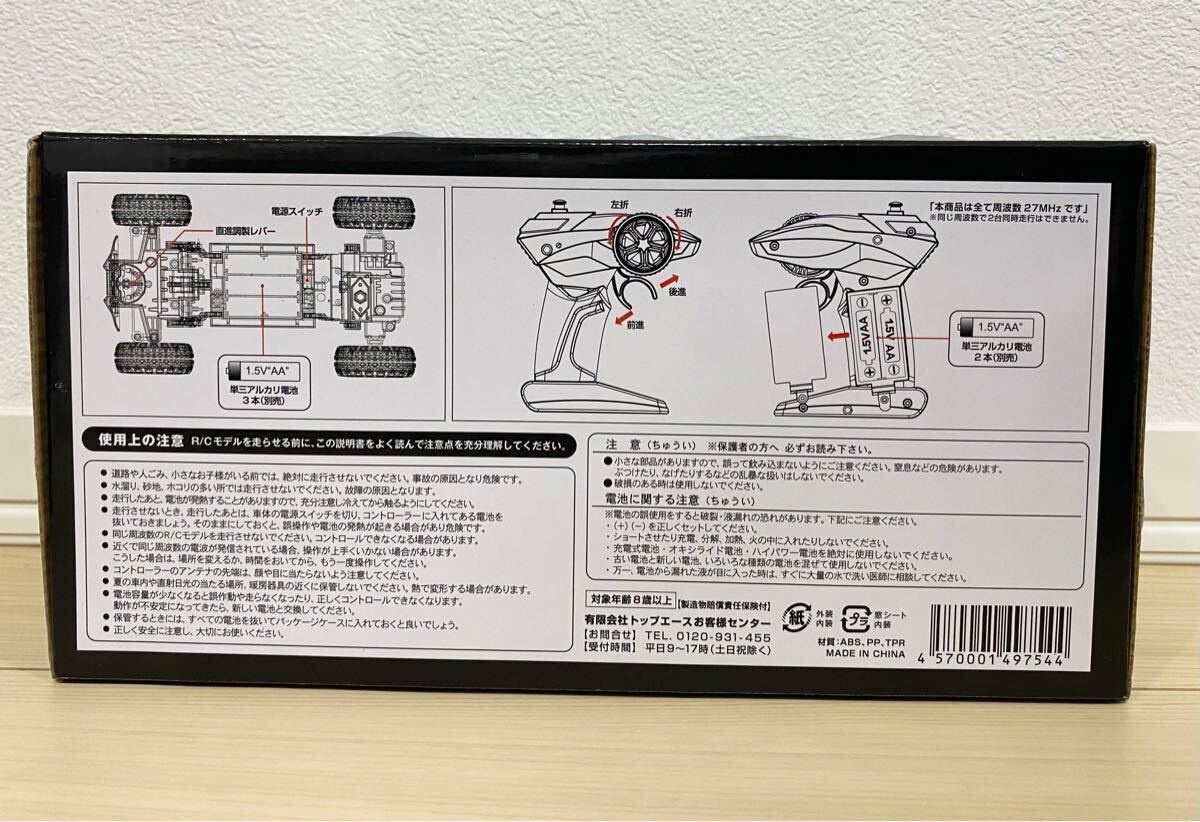 電源スイッチ
直進調製レバー
1.5V"AA"
単三アルカリ電池
3本(別売)
左折
右折
後進
前進
「本商品は全て周波数27MHzです」
※同じ周波数で2台同時走行はできません。
1.5VAA
1.5V AA
1.5V"AA"
単三アルカリ電池
2本(別売)
使用上の注意 R/Cモデルを走らせる前に、この説明書をよく読んで注意点を充分理解してください。
● 道路や人ごみ、小さなお子様がいる前では、絶対に走行させないでください。事故の原因となり危険です。
● 水溜り、砂地、ホコリの多い所では走行させないでください。故障の原因となります。
● 走行したあと、電池が発熱することがありますので、充分注意し冷えてから触るようにしてください。
● 走行させないとき、走行したあとは、車体の電源スイッチを切り、コントローラーに入れてある電池を
抜いておきましょう。そのままにしておくと、誤操作や電池の発熱が起きる場合があり危険です。
● 同じ周波数のR/Cモデルを走行させないでください。コントロールできなくなる場合があります。
● 近くで同じ周波数の電波が発信されている場合、操作が上手くいかない場合があります。
こうした場合は、場所を変えるか、時間をおいてから、もう一度操作してください。
● コントローラーのアンテナの先端は、顔や目に当たらないよう注意してください。
● 夏の車内や直射日光の当たる場所、暖房器具の近くに保管しないでください。熱で変形する場合があります。
● 電池容量が少なくなると誤作動や走らなくなったり、正しくコントロールできなくなります。
動作が不安定になってきたら、新しい電池と交換してください。
● 保管するときには、すべての電池を抜いてパッケージケースに入れておくと良いでしょう。
● 正しく安全に注意し、大切にお使いください。
注 意(ちゅうい) ※保護者の方へ 必ずお読み下さい。
●小さな部品がありますので、誤って飲み込まないようにご注意ください。窒息などの危険があります。
ぶつけたり、なげたりするなどの乱暴な扱いはしないでください。
●破損のある時は使用しないでください。
電池に関する注意(ちゅうい)
※電池の誤使用をすると破裂・液漏れの恐れがあります。下記にご注意ください。
・(+)(−)を正しくセットしてください。
・ショートさせたり充電、分解、加熱、火の中に入れたりしないでください。
・充電式電池・オキシライド電池・ハイパワー電池を絶対に使用しないでください。
・古い電池と新しい電池、いろいろな種類の電池を混ぜて使用しないでください。
・万一、電池から漏れた液が目に入った時は、すぐに大量の水で洗い医師に相談してください。
対象年齢8歳以上 【製造物賠償責任保険付】
有限会社トップエースお客様センター
【お問合せ】 TEL. 0120-931-455
【受付時間】 平日9〜17時(土日祝除く)
紙 外装
内装
プラ 窓シート
内装
材質:ABS, PP, TPR
MADE IN CHINA
4 570001 497544